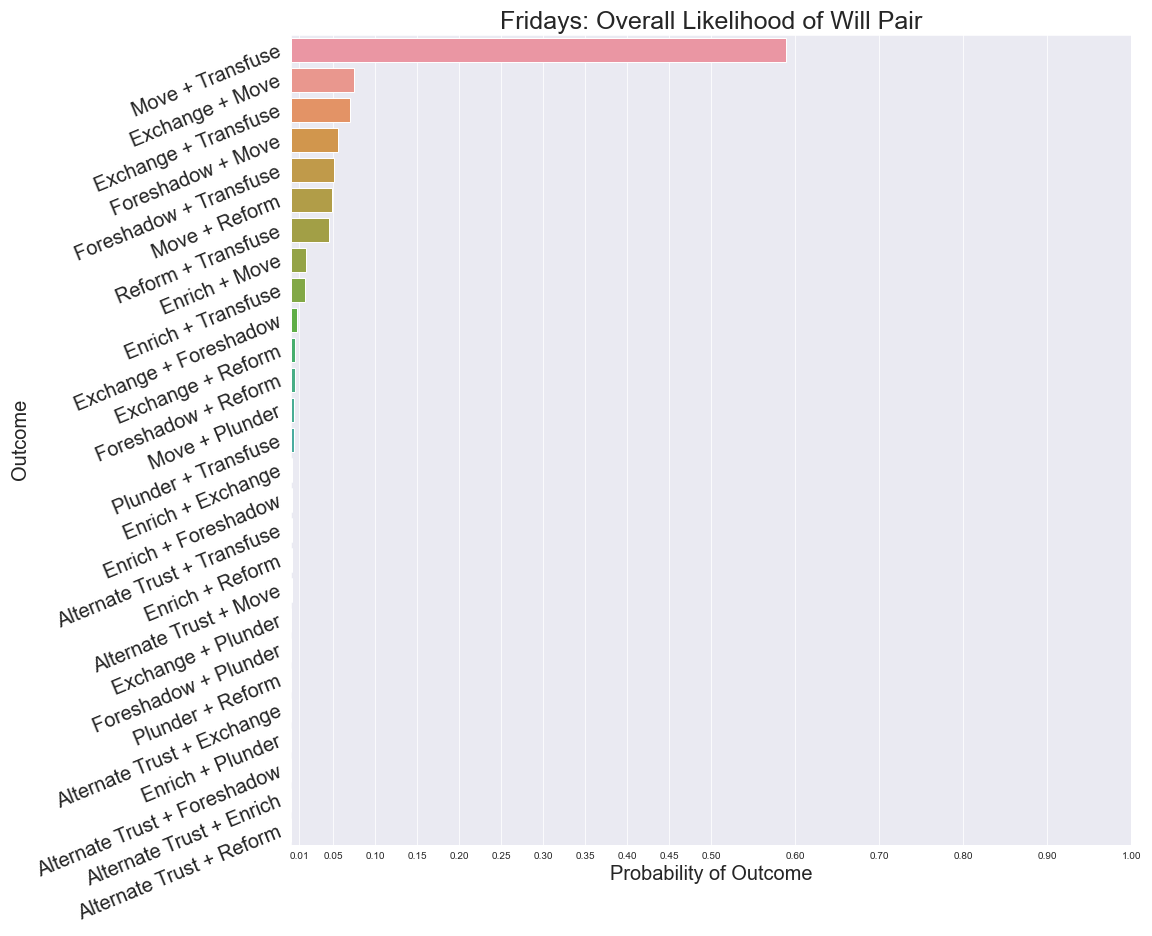 Fridays: Overall Likelihood of Will Pair
Outcome
Move + Transfuse
Exchange + Move
Exchange + Transfuse
Foreshadow + Move
Foreshadow + Transfuse
Move + Reform
Reform + Transfuse
Enrich + Move
Enrich + Transfuse
Exchange + Foreshadow
Exchange + Reform
Foreshadow + Reform
Move + Plunder
Plunder + Transfuse
Enrich + Exchange
Enrich + Foreshadow
Alternate Trust + Transfuse
Enrich + Reform
Alternate Trust + Move
Exchange + Plunder
Foreshadow + Plunder
Plunder + Reform
Alternate Trust + Exchange
Enrich + Plunder
Alternate Trust + Foreshadow
Alternate Trust + Enrich
Alternate Trust + Reform
0.01 0.05 0.10 0.15 0.20 0.25 0.30 0.35 0.40 0.45 0.50 0.60 0.70 0.80 0.90 1.00
Probability of Outcome